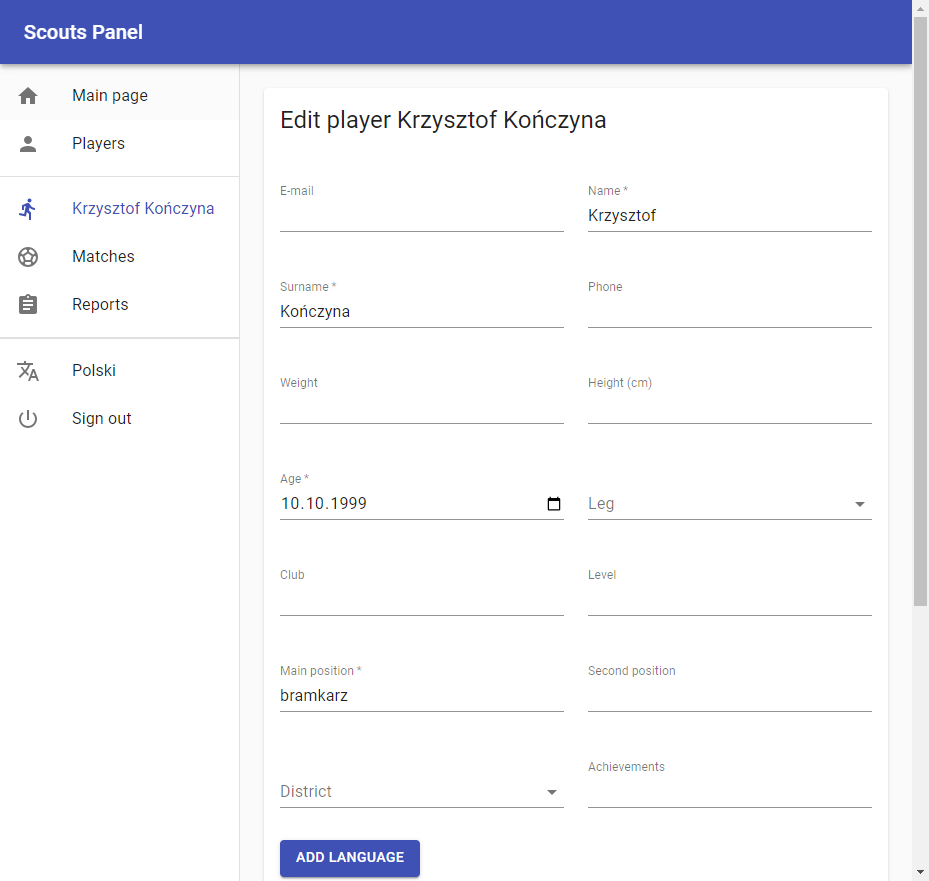 Scouts Panel
Main page
Players
Krzysztof Kończyna
Matches
Reports
Polski
Sign out
Edit player Krzysztof Kończyna
E-mail
Name *
Krzysztof
Surname *
Kończyna
Phone
Weight
Height (cm)
Age *
10.10.1999
Leg
Club
Level
Main position *
bramkarz
Second position
District
Achievements
ADD LANGUAGE